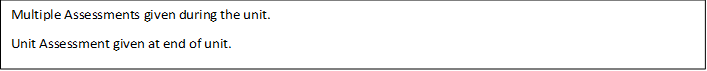 Multiple Assessments given during the unit.
Unit Assessment given at end of unit.